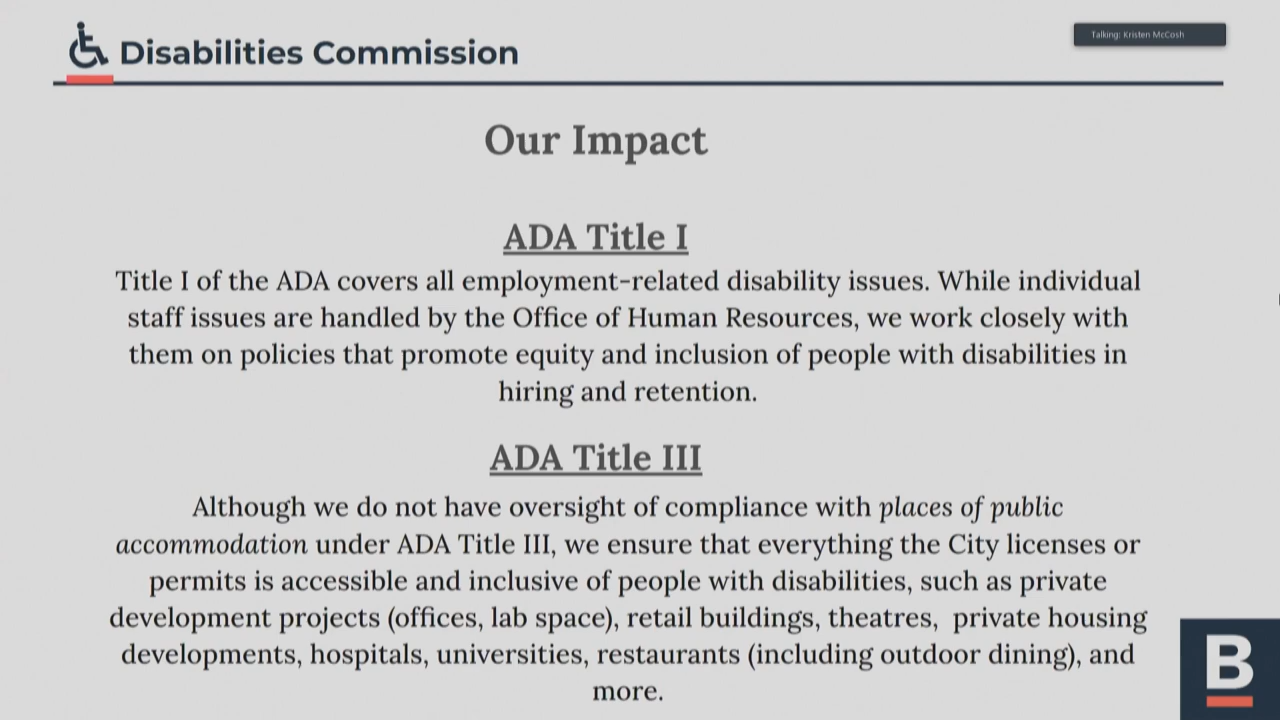 Disabilities Commission
Talking: Kristen McCosh
Our Impact
ADA Title I
Title I of the ADA covers all employment-related disability issues. While individual
staff issues are handled by the Office of Human Resources, we work closely with
them on policies that promote equity and inclusion of people with disabilities in
hiring and retention.
ADA Title III
Although we do not have oversight of compliance with places of public
accommodation under ADA Title III, we ensure that everything the City licenses or
permits is accessible and inclusive of people with disabilities, such as private
development projects (offices, lab space), retail buildings, theatres,  private housing
developments, hospitals, universities, restaurants (including outdoor dining), and
more.
B